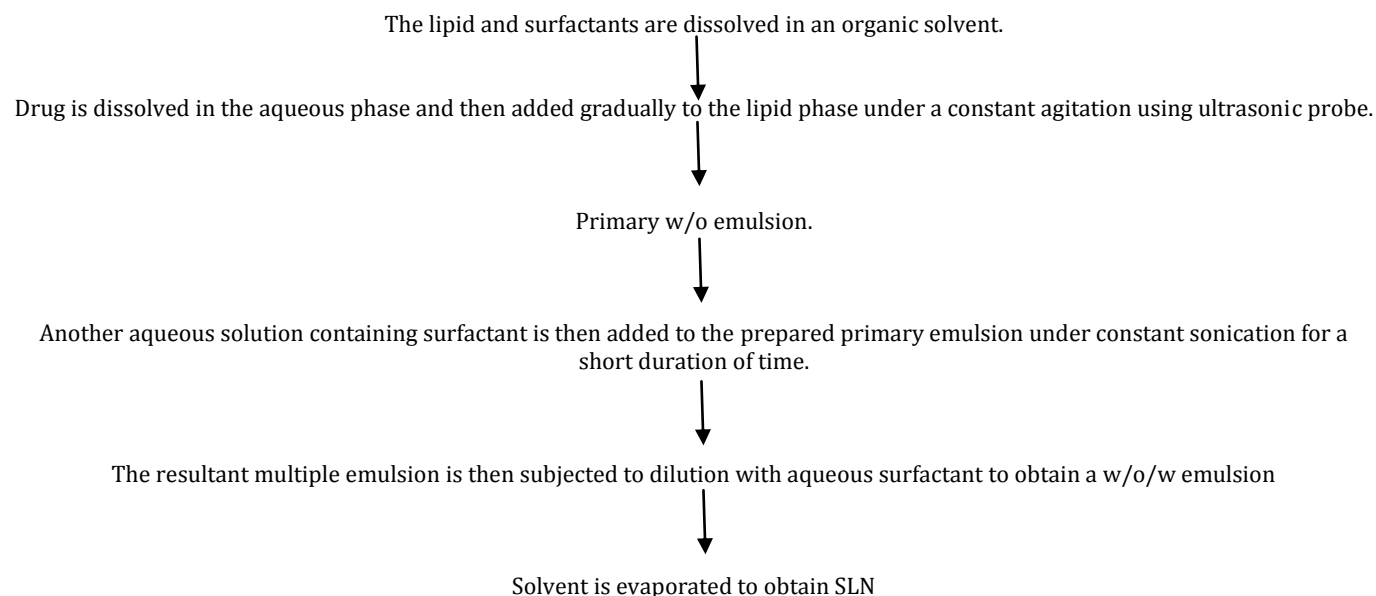 The lipid and surfactants are dissolved in an organic solvent.
Drug is dissolved in the aqueous phase and then added gradually to the lipid phase under a constant agitation using ultrasonic probe.
Primary w/o emulsion.
Another aqueous solution containing surfactant is then added to the prepared primary emulsion under constant sonication for a
short duration of time.
The resultant multiple emulsion is then subjected to dilution with aqueous surfactant to obtain a w/o/w emulsion
Solvent is evaporated to obtain SLN